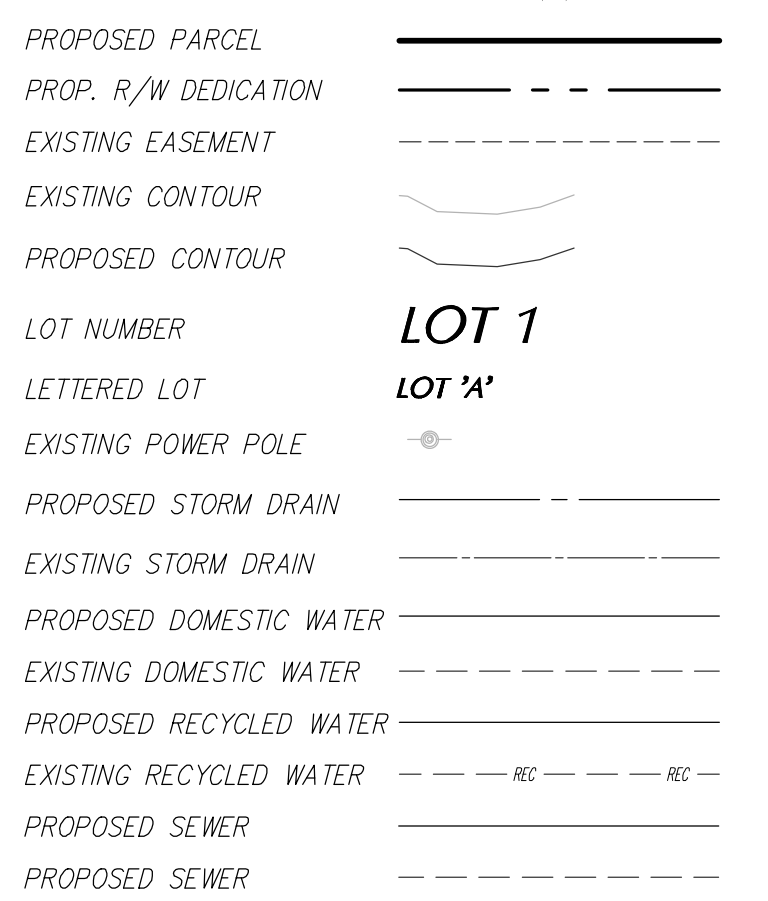 PROPOSED PARCEL
PROP. R/W DEDICATION
EXISTING EASEMENT
EXISTING CONTOUR
PROPOSED CONTOUR
LOT NUMBER LOT 1
LETTERED LOT LOT 'A'
EXISTING POWER POLE
PROPOSED STORM DRAIN
EXISTING STORM DRAIN
PROPOSED DOMESTIC WATER
EXISTING DOMESTIC WATER
PROPOSED RECYCLED WATER
EXISTING RECYCLED WATER REC REC
PROPOSED SEWER
PROPOSED SEWER